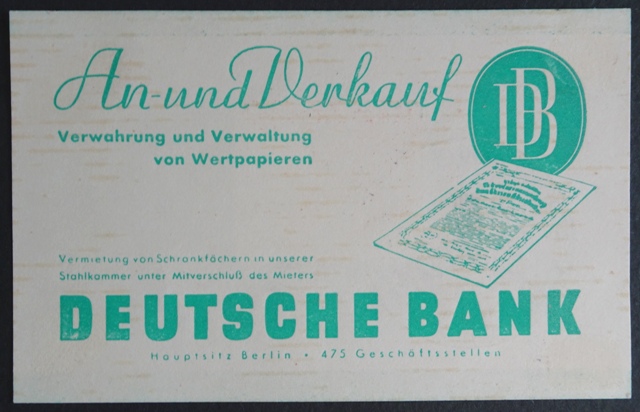 An- und Verkauf
DB
Verwahrung und Verwaltung
von Wertpapieren
Vermietung von Schrankfächern in unserer
Stahlkammer unter Mitverschluß des Mieters
DEUTSCHE BANK
Hauptsitz Berlin • 475 Geschäftsstellen